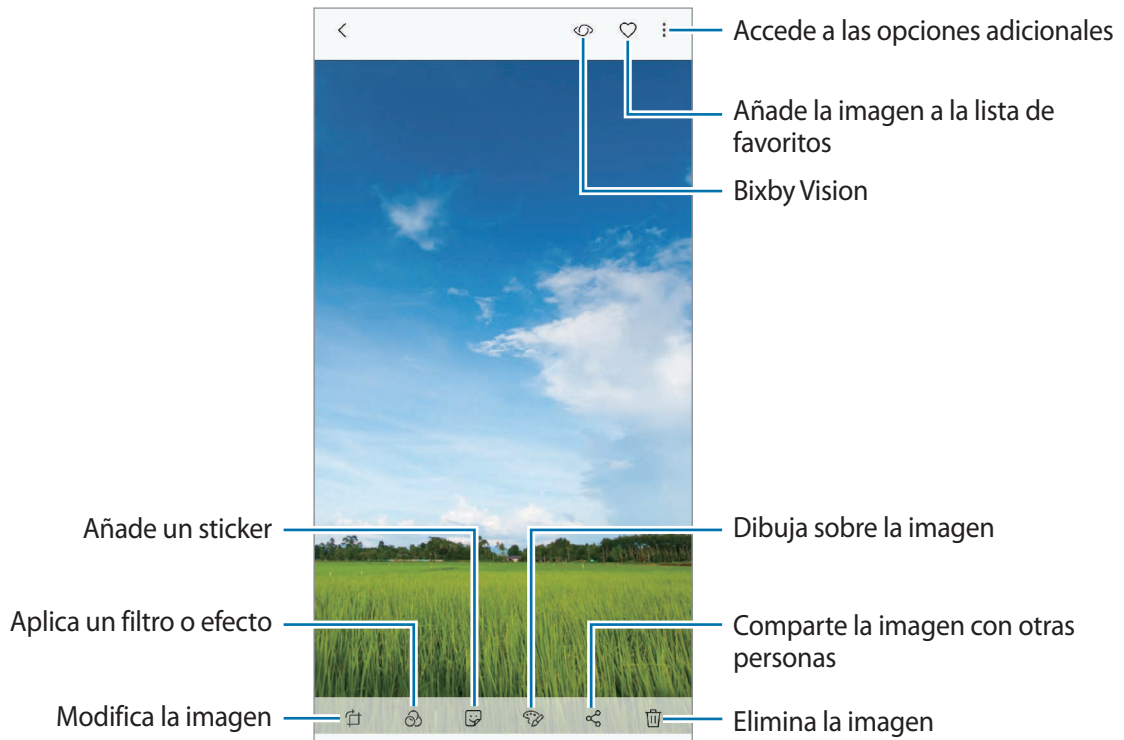 Accede a las opciones adicionales
Añade la imagen a la lista de
favoritos
Bixby Vision
Añade un sticker
Dibuja sobre la imagen
Aplica un filtro o efecto
Comparte la imagen con otras
personas
Modifica la imagen
Elimina la imagen